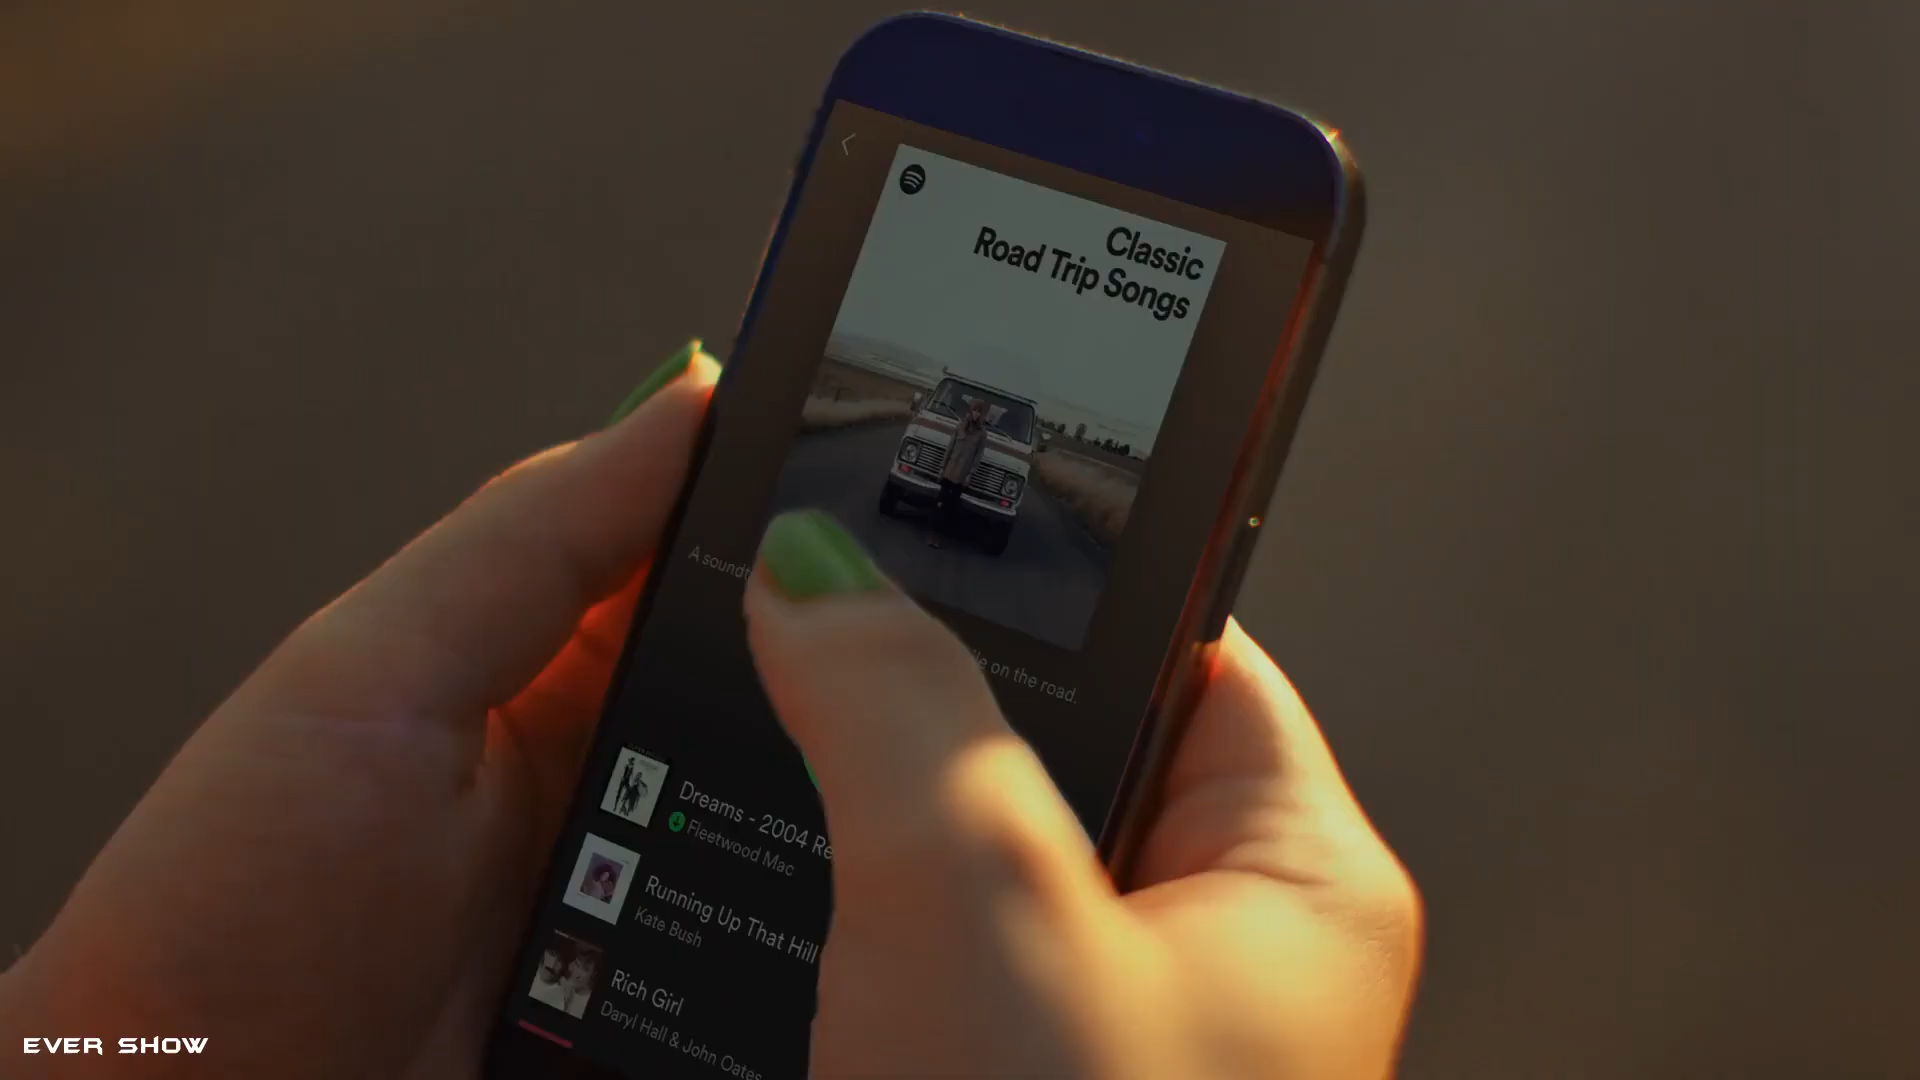 Classic
Road Trip Songs
A soundt
on the road.
Dreams - 2004 Re
Fleetwood Mac
Running Up That Hill
Kate Bush
Rich Girl
Daryl Hall & John Oates
EVER SHOW